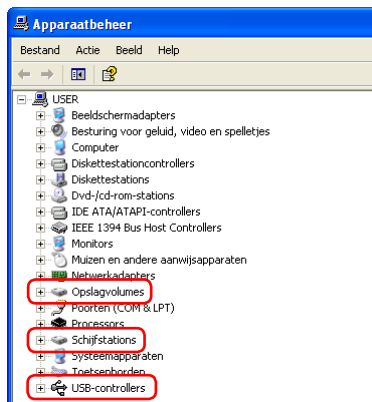 Apparaatbeheer
Bestand Actie Beeld Help
USER
Beeldschermadapters
Besturing voor geluid, video en spelletjes
Computer
Diskettestationcontrollers
Diskettestations
Dvd-/cd-rom-stations
IDE ATA/ATAPI-controllers
IEEE 1394 Bus Host Controllers
Monitors
Muizen en andere aanwijsapparaten
Netwerkadapters
Opslagvolumes
Poorten (COM & LPT)
Processors
Schijfstations
Systeemapparaten
Toetsenborden
USB-controllers